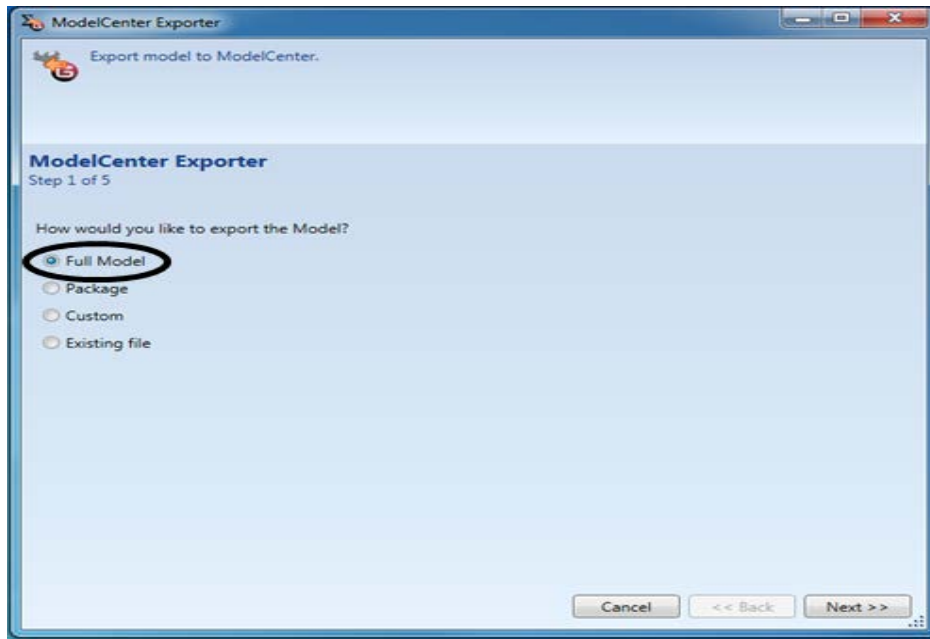 ModelCenter Exporter
Export model to ModelCenter.
ModelCenter Exporter
Step 1 of 5
How would you like to export the Model?
Full Model
Package
Custom
Existing file
Cancel << Back Next >>